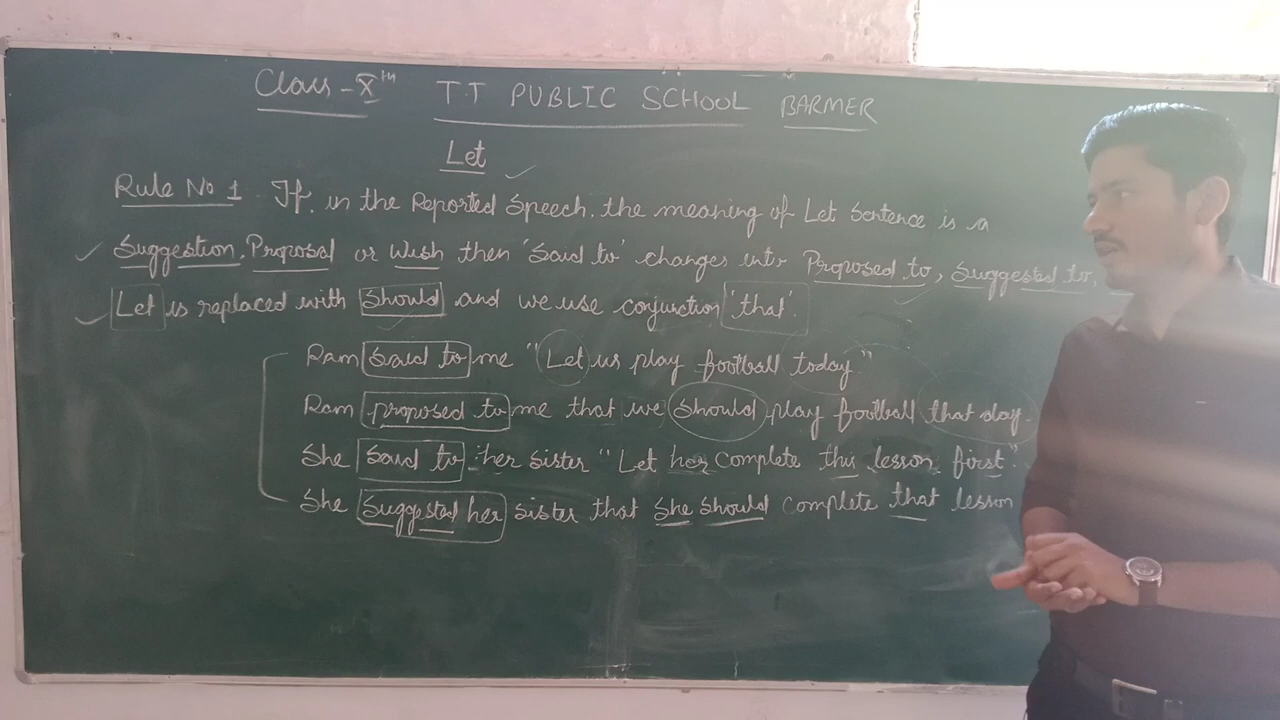 Class - Xth T.T PUBLIC SCHOOL BARMER
Let
Rule No 1 If, in the Reported Speech, the meaning of Let Sentence is a
Suggestion, Proposal or Wish then 'Said to' changes into Proposed to, Suggested to,
Let is replaced with Should and we use conjunction 'that'.
Ram Said to me "Let us play football today."
Ram proposed to me that we should play football that day.
She Said to her sister "Let her complete this lesson first".
She Suggested her sister that she should complete that lesson